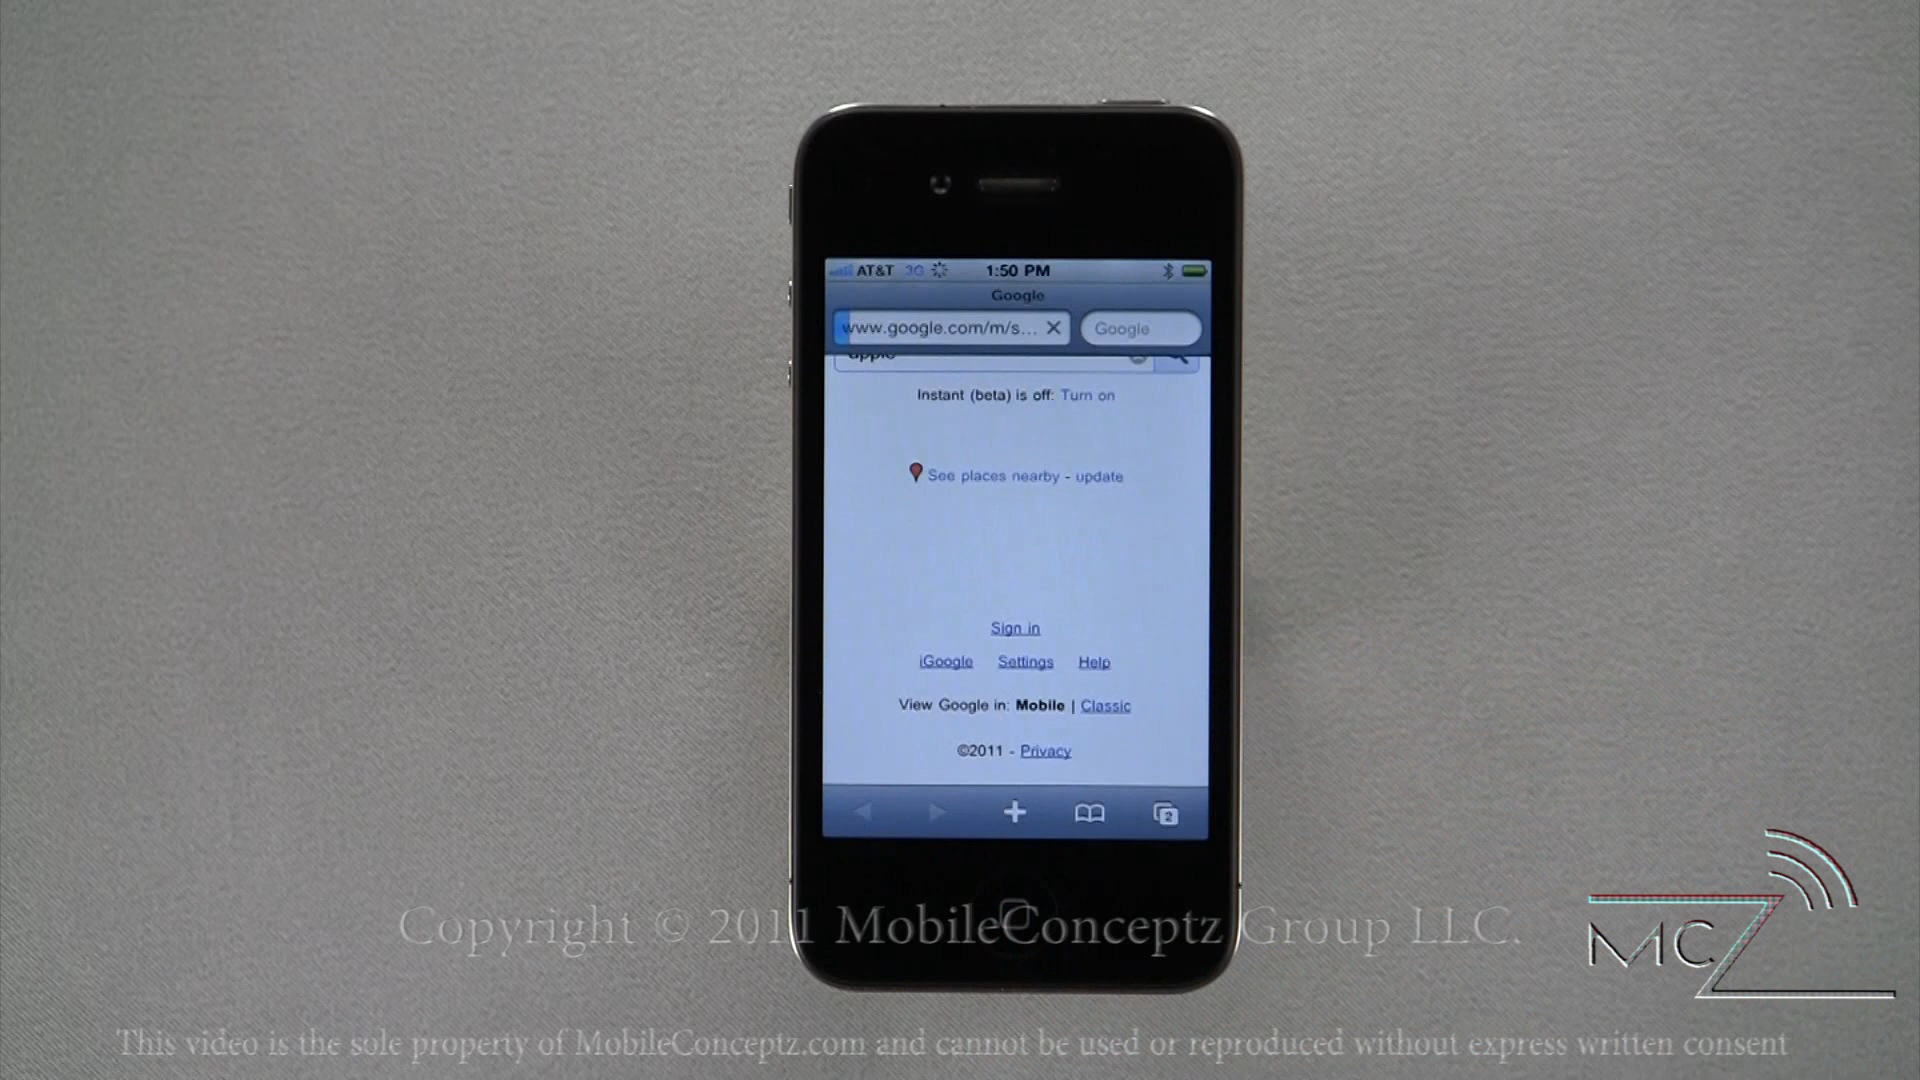 AT&T 3G 1:50 PM
Google
www.google.com/m/s... Google
apple
Instant (beta) is off: Turn on
See places nearby - update
Sign in
iGoogle Settings Help
View Google in: Mobile | Classic
©2011 - Privacy
2
Copyright © 2011 MobileConceptz Group LLC.
MCZ
This video is the sole property of MobileConceptz.com and cannot be used or reproduced without express written consent